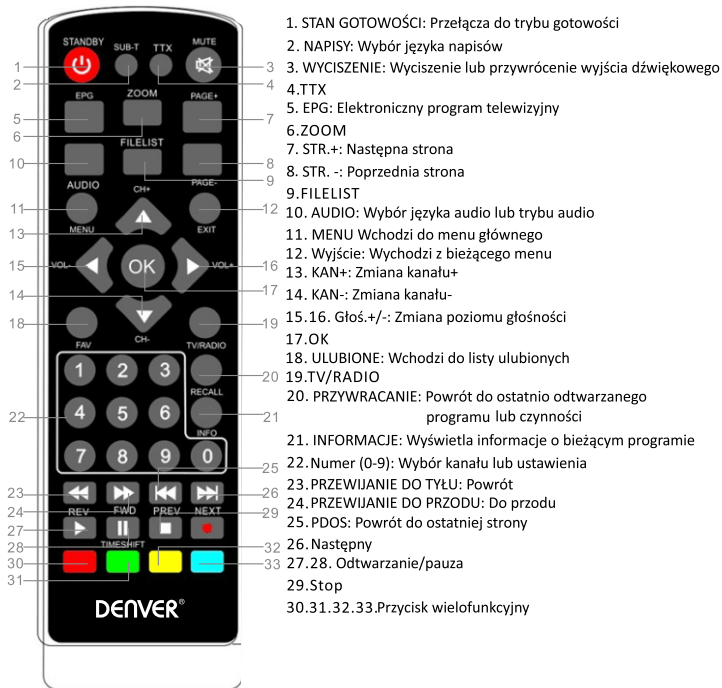 STANDBY
SUB-T
TTX
MUTE
1
2
3
4
EPG
ZOOM
PAGE+
5
6
7
FILELIST
10
8
9
AUDIO
CH+
PAGE-
11
12
MENU
EXIT
13
VOL-
OK
VOL+
15
16
14
17
18
19
FAV
CH-
TV/RADIO
1 2 3
20
RECALL
22
4 5 6
21
INFO
7 8 9 0
25
23
26
24
REV
FWD
PREV
NEXT
29
27
28
TIMESHIFT
32
30
33
31
DENVER®
1. STAN GOTOWOŚCI: Przełącza do trybu gotowości
2. NAPISY: Wybór języka napisów
3. WYCISZENIE: Wyciszenie lub przywrócenie wyjścia dźwiękowego
4.TTX
5. EPG: Elektroniczny program telewizyjny
6.ZOOM
7. STR.+: Następna strona
8. STR. -: Poprzednia strona
9.FILELIST
10. AUDIO: Wybór języka audio lub trybu audio
11. MENU Wchodzi do menu głównego
12. Wyjście: Wychodzi z bieżącego menu
13. KAN+: Zmiana kanału+
14. KAN-: Zmiana kanału-
15.16. Głoś.+/-: Zmiana poziomu głośności
17.OK
18. ULUBIONE: Wchodzi do listy ulubionych
19.TV/RADIO
20. PRZYWRACANIE: Powrót do ostatnio odtwarzanego
programu lub czynności
21. INFORMACJE: Wyświetla informacje o bieżącym programie
22.Numer (0-9): Wybór kanału lub ustawienia
23.PRZEWIJANIE DO TYŁU: Powrót
24. PRZEWIJANIE DO PRZODU: Do przodu
25. PDOS: Powrót do ostatniej strony
26.Następny
27.28. Odtwarzanie/pauza
29.Stop
30.31.32.33.Przycisk wielofunkcyjny